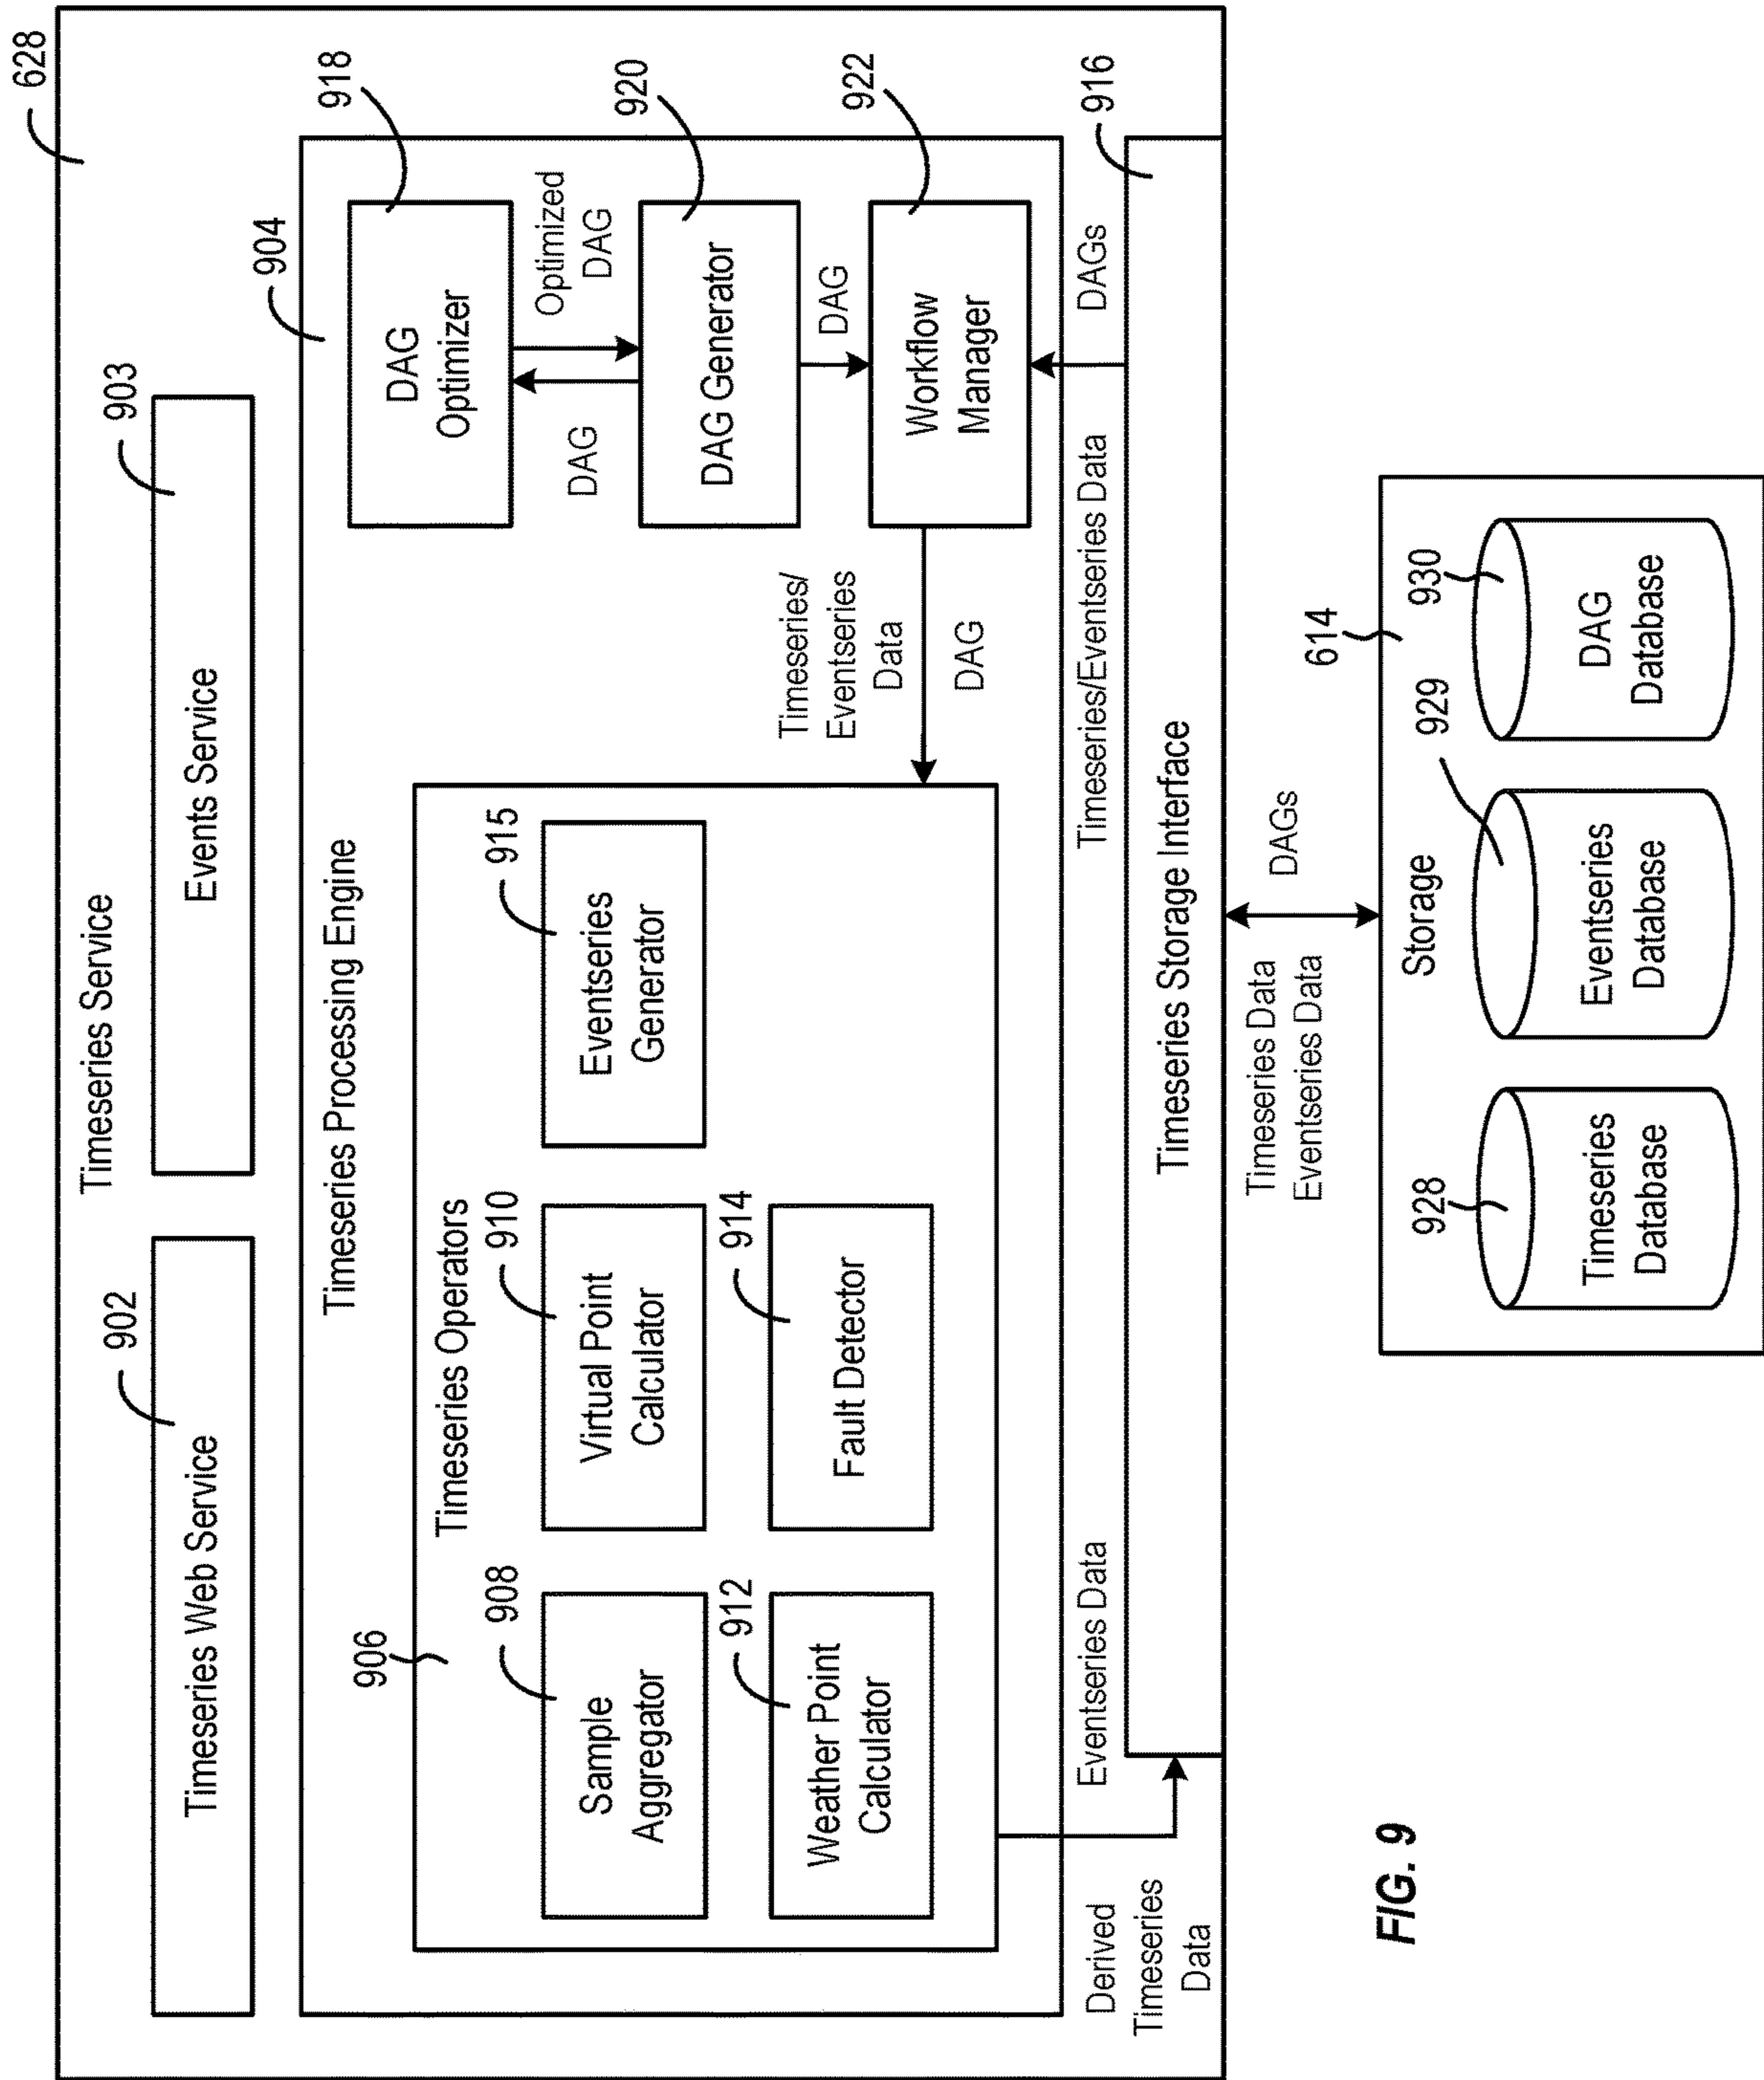 628
Timeseries Service
902
Timeseries Web Service
903
Events Service
904
Timeseries Processing Engine
906
Timeseries Operators
908
Sample
Aggregator
910
Virtual Point
Calculator
915
Eventseries
Generator
912
Weather Point
Calculator
914
Fault Detector
918
DAG
Optimizer
DAG
Optimized
DAG
920
DAG Generator
DAG
922
Workflow
Manager
Timeseries/
Eventseries
Data
DAG
Derived
Timeseries
Data
Eventseries Data
Timeseries/Eventseries Data
DAGs
916
Timeseries Storage Interface
Timeseries Data
Eventseries Data
DAGs
614
Storage
928
Timeseries
Database
929
Eventseries
Database
930
DAG
Database
FIG. 9